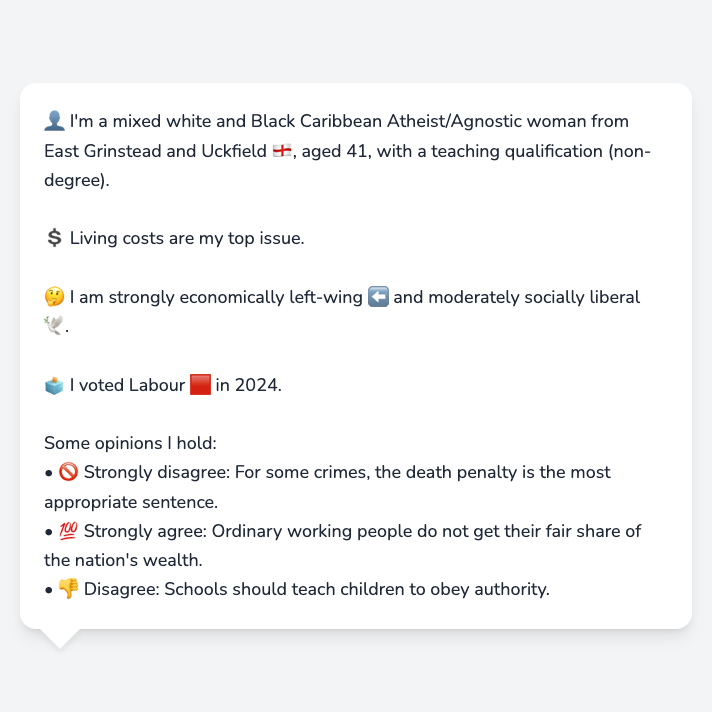 👤 I'm a mixed white and Black Caribbean Atheist/Agnostic woman from
East Grinstead and Uckfield 🏴󠁧󠁢󠁥󠁮󠁧󠁿, aged 41, with a teaching qualification (non-
degree).
💲 Living costs are my top issue.
🤔 I am strongly economically left-wing ⬅️ and moderately socially liberal
🕊️.
🗳️ I voted Labour 🟥 in 2024.
Some opinions I hold:
• 🚫 Strongly disagree: For some crimes, the death penalty is the most
appropriate sentence.
• 💯 Strongly agree: Ordinary working people do not get their fair share of
the nation's wealth.
• 👎 Disagree: Schools should teach children to obey authority.